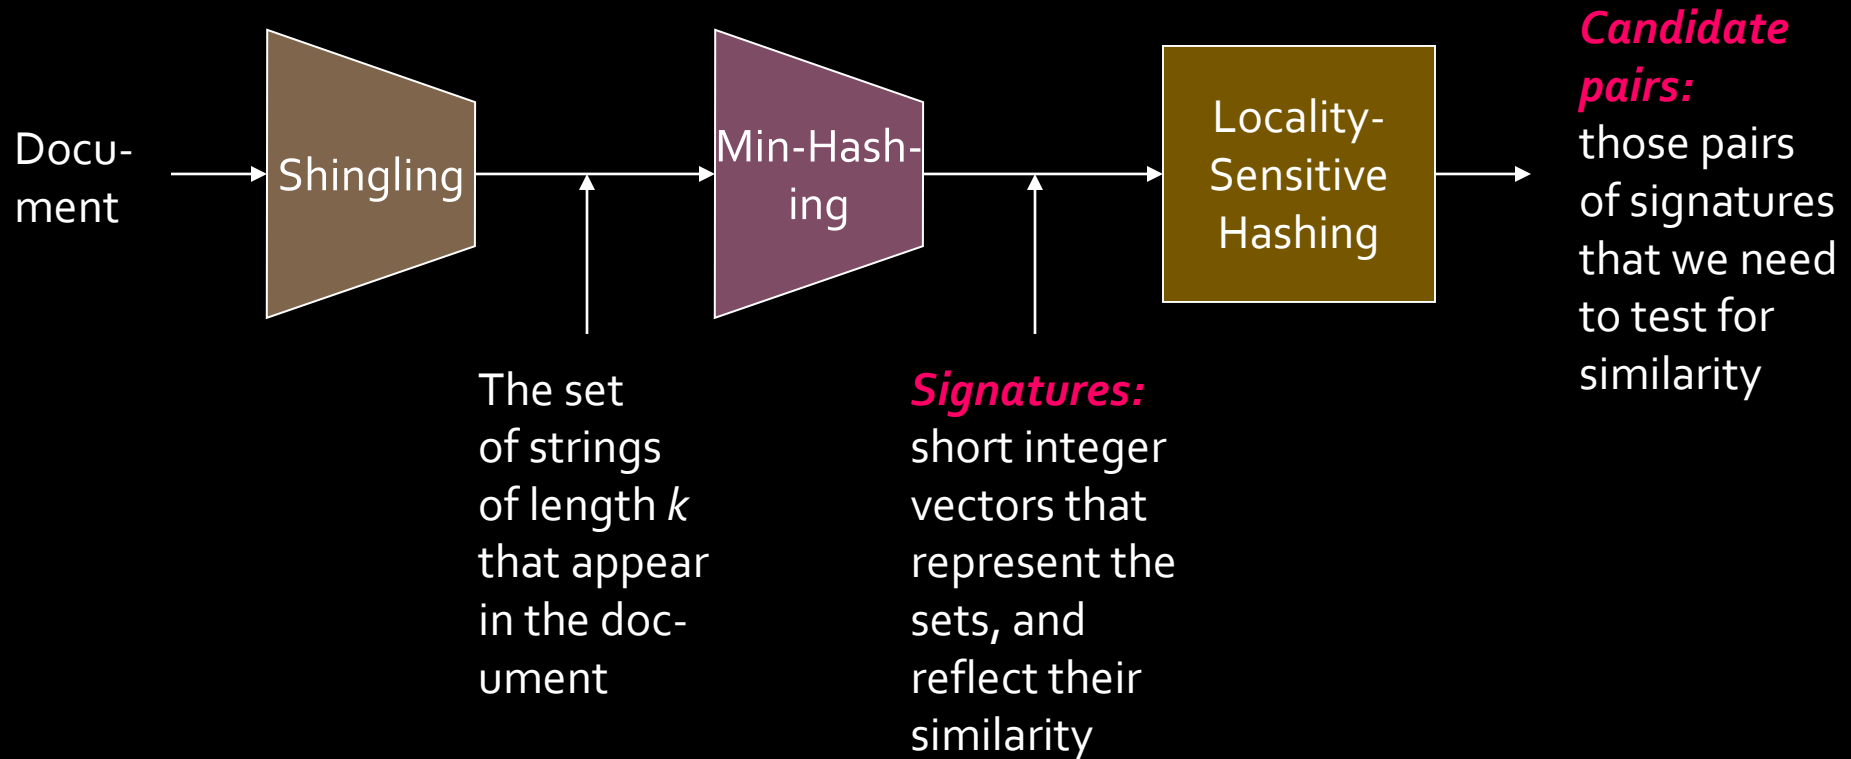 Docu-
ment
Shingling
Min-Hash-
ing
Locality-
Sensitive
Hashing
Candidate
pairs:
those pairs
of signatures
that we need
to test for
similarity
The set
of strings
of length k
that appear
in the doc-
ument
Signatures:
short integer
vectors that
represent the
sets, and
reflect their
similarity